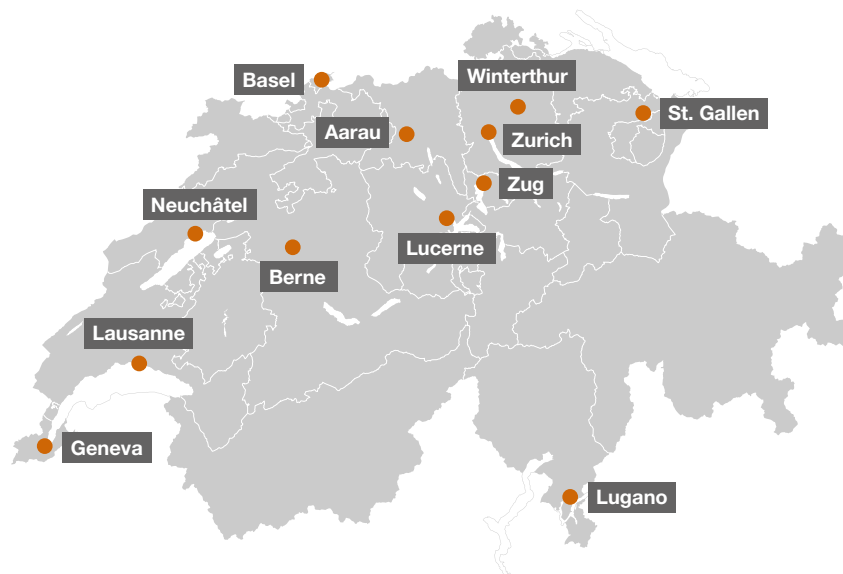 Basel
Winterthur
St. Gallen
Aarau
Zurich
Zug
Neuchâtel
Lucerne
Berne
Lausanne
Geneva
Lugano